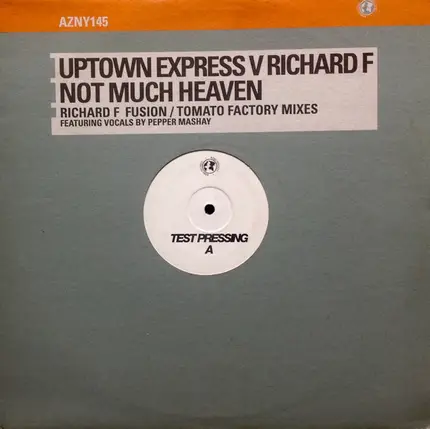 AZNY145
UPTOWN EXPRESS V RICHARD F
NOT MUCH HEAVEN
RICHARD F FUSION / TOMATO FACTORY MIXES
FEATURING VOCALS BY PEPPER MASHAY
TEST PRESSING
A